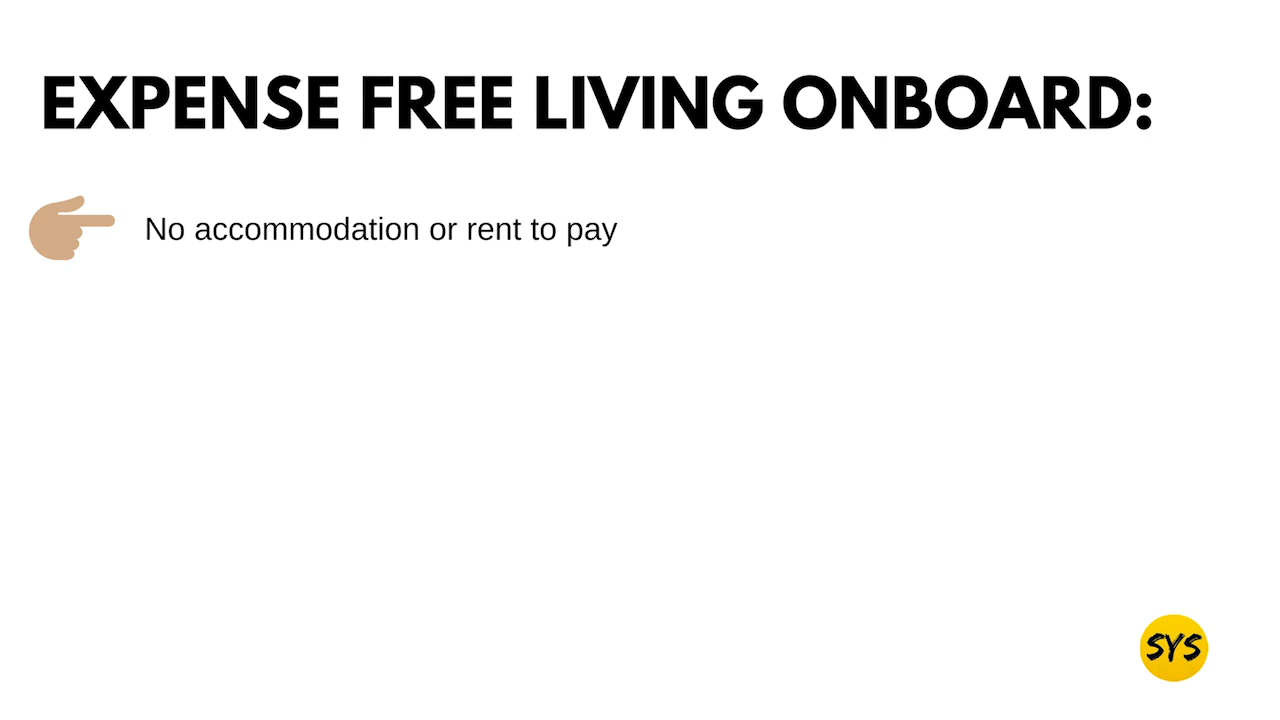 EXPENSE FREE LIVING ONBOARD:
No accommodation or rent to pay
SYS